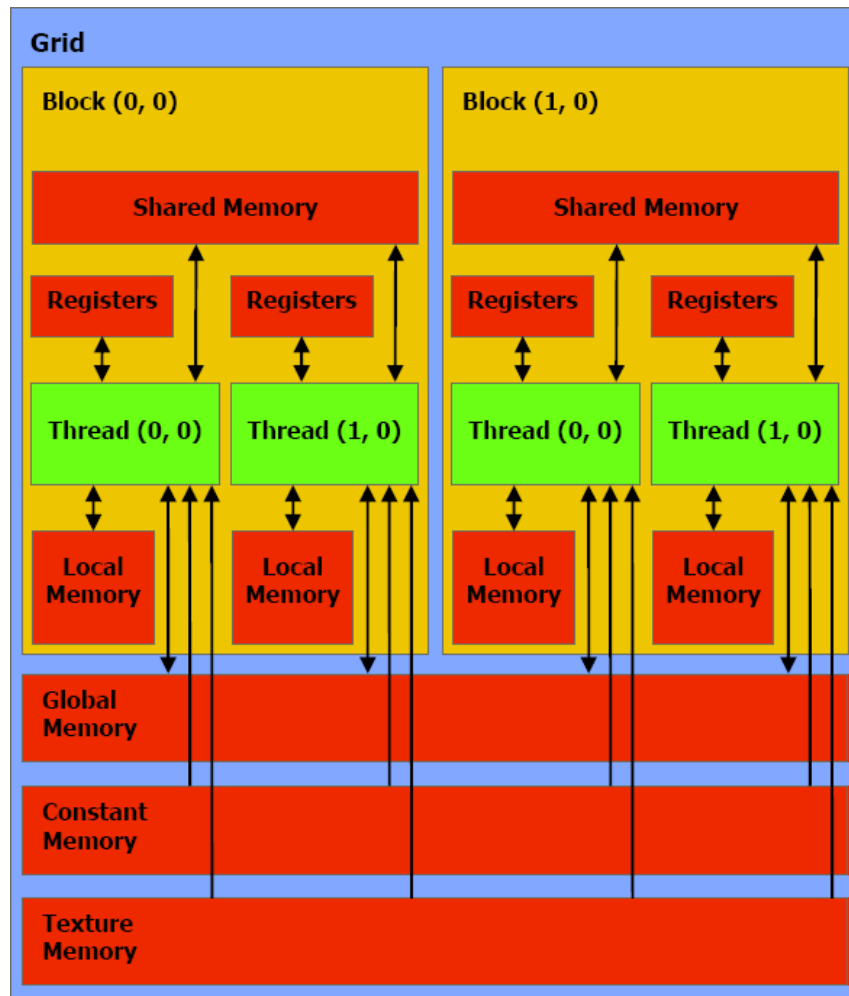 Grid
Block (0, 0)
Block (1, 0)
Shared Memory
Shared Memory
Registers
Registers
Registers
Registers
Thread (0, 0)
Thread (1, 0)
Thread (0, 0)
Thread (1, 0)
Local
Memory
Local
Memory
Local
Memory
Local
Memory
Global
Memory
Constant
Memory
Texture
Memory